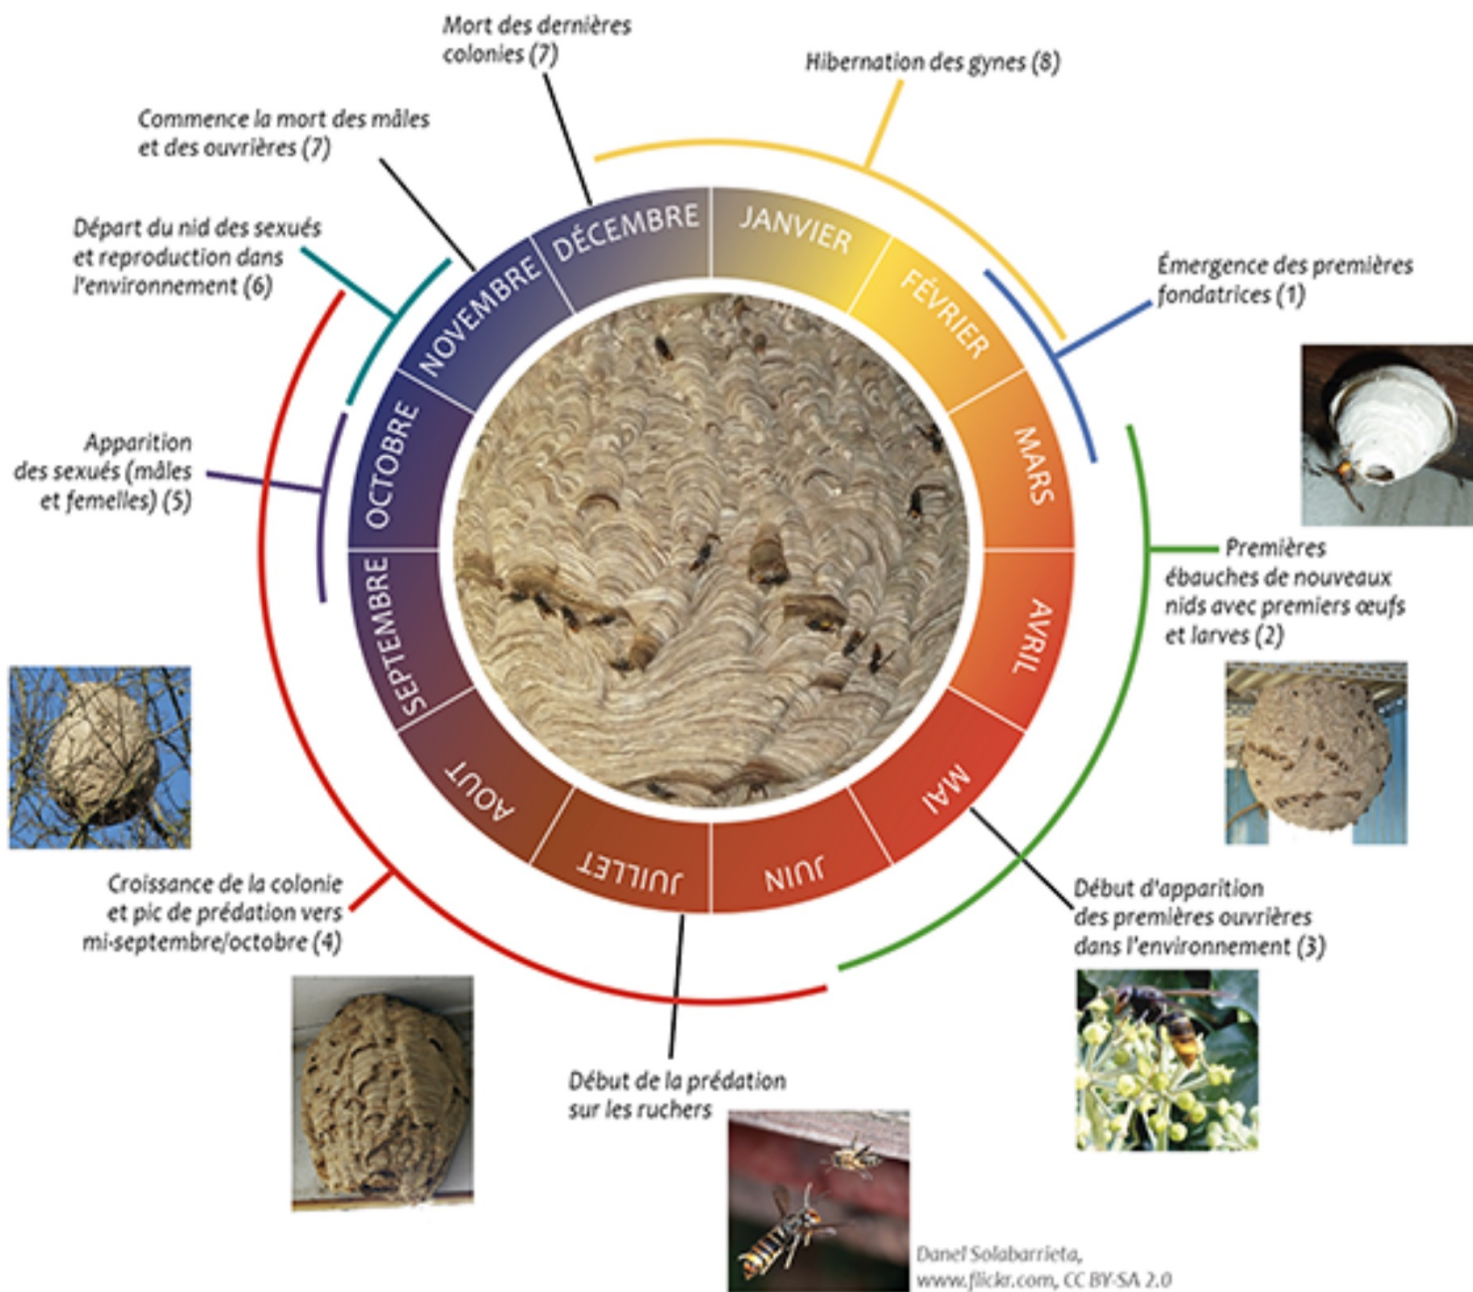 Mort des dernières
colonies (7)
Hibernation des gynes (8)
Commence la mort des mâles
et des ouvrières (7)
Départ du nid des sexués
et reproduction dans
l'environnement (6)
Émergence des premières
fondatrices (1)
Apparition
des sexués (mâles
et femelles) (5)
Premières
ébauches de nouveaux
nids avec premiers œufs
et larves (2)
JANVIER
FÉVRIER
MARS
AVRIL
MAI
JUIN
JUILLET
AOUT
SEPTEMBRE
OCTOBRE
NOVEMBRE
DÉCEMBRE
Croissance de la colonie
et pic de prédation vers
mi-septembre/octobre (4)
Début d'apparition
des premières ouvrières
dans l'environnement (3)
Début de la prédation
sur les ruchers
Danel Solabarrieta,
www.flickr.com, CC BY-SA 2.0